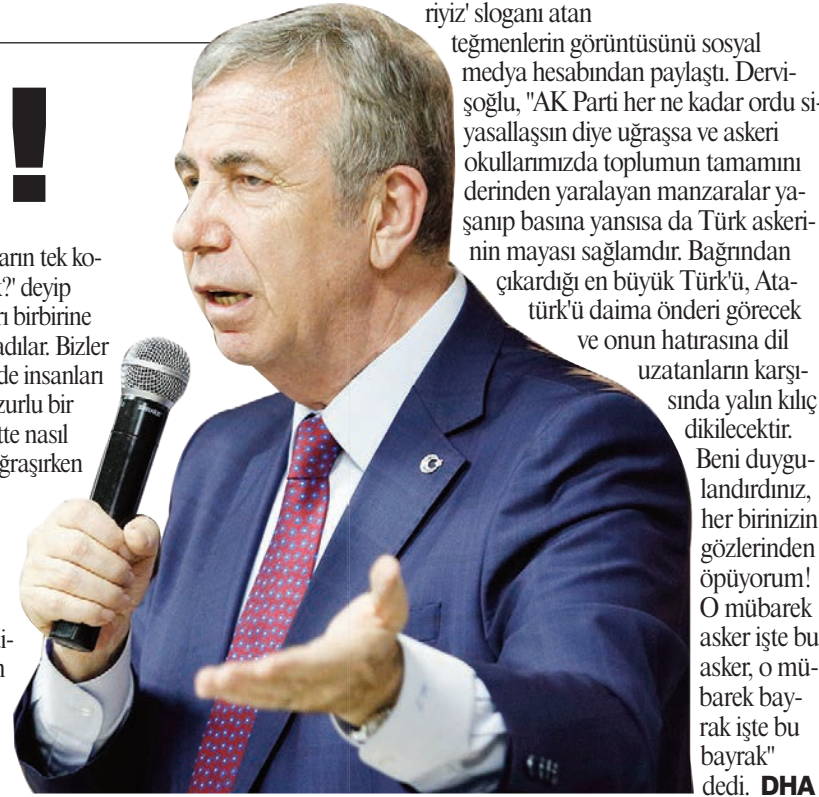 !
arın tek ko-
?' deyip
rı birbirine
adılar. Bizler
de insanları
zurlu bir
tte nasıl
ğraşırken
di-
n
riyiz' sloganı atan
teğmenlerin görüntüsünü sosyal
medya hesabından paylaştı. Dervi-
şoğlu, "AK Parti her ne kadar ordu si-
yasallaşsın diye uğraşsa ve askeri
okullarımızda toplumun tamamını
derinden yaralayan manzaralar ya-
şanıp basına yansısa da Türk askeri-
nin mayası sağlamdır. Bağrından
çıkardığı en büyük Türk'ü, Ata-
türk'ü daima önderi görecek
ve onun hatırasına dil
uzatanların karşı-
sında yalın kılıç
dikilecektir.
Beni duygu-
landırdınız,
her birinizin
gözlerinden
öpüyorum!
O mübarek
asker işte bu
asker, o mü-
barek bay-
rak işte bu
bayrak"
dedi. DHA